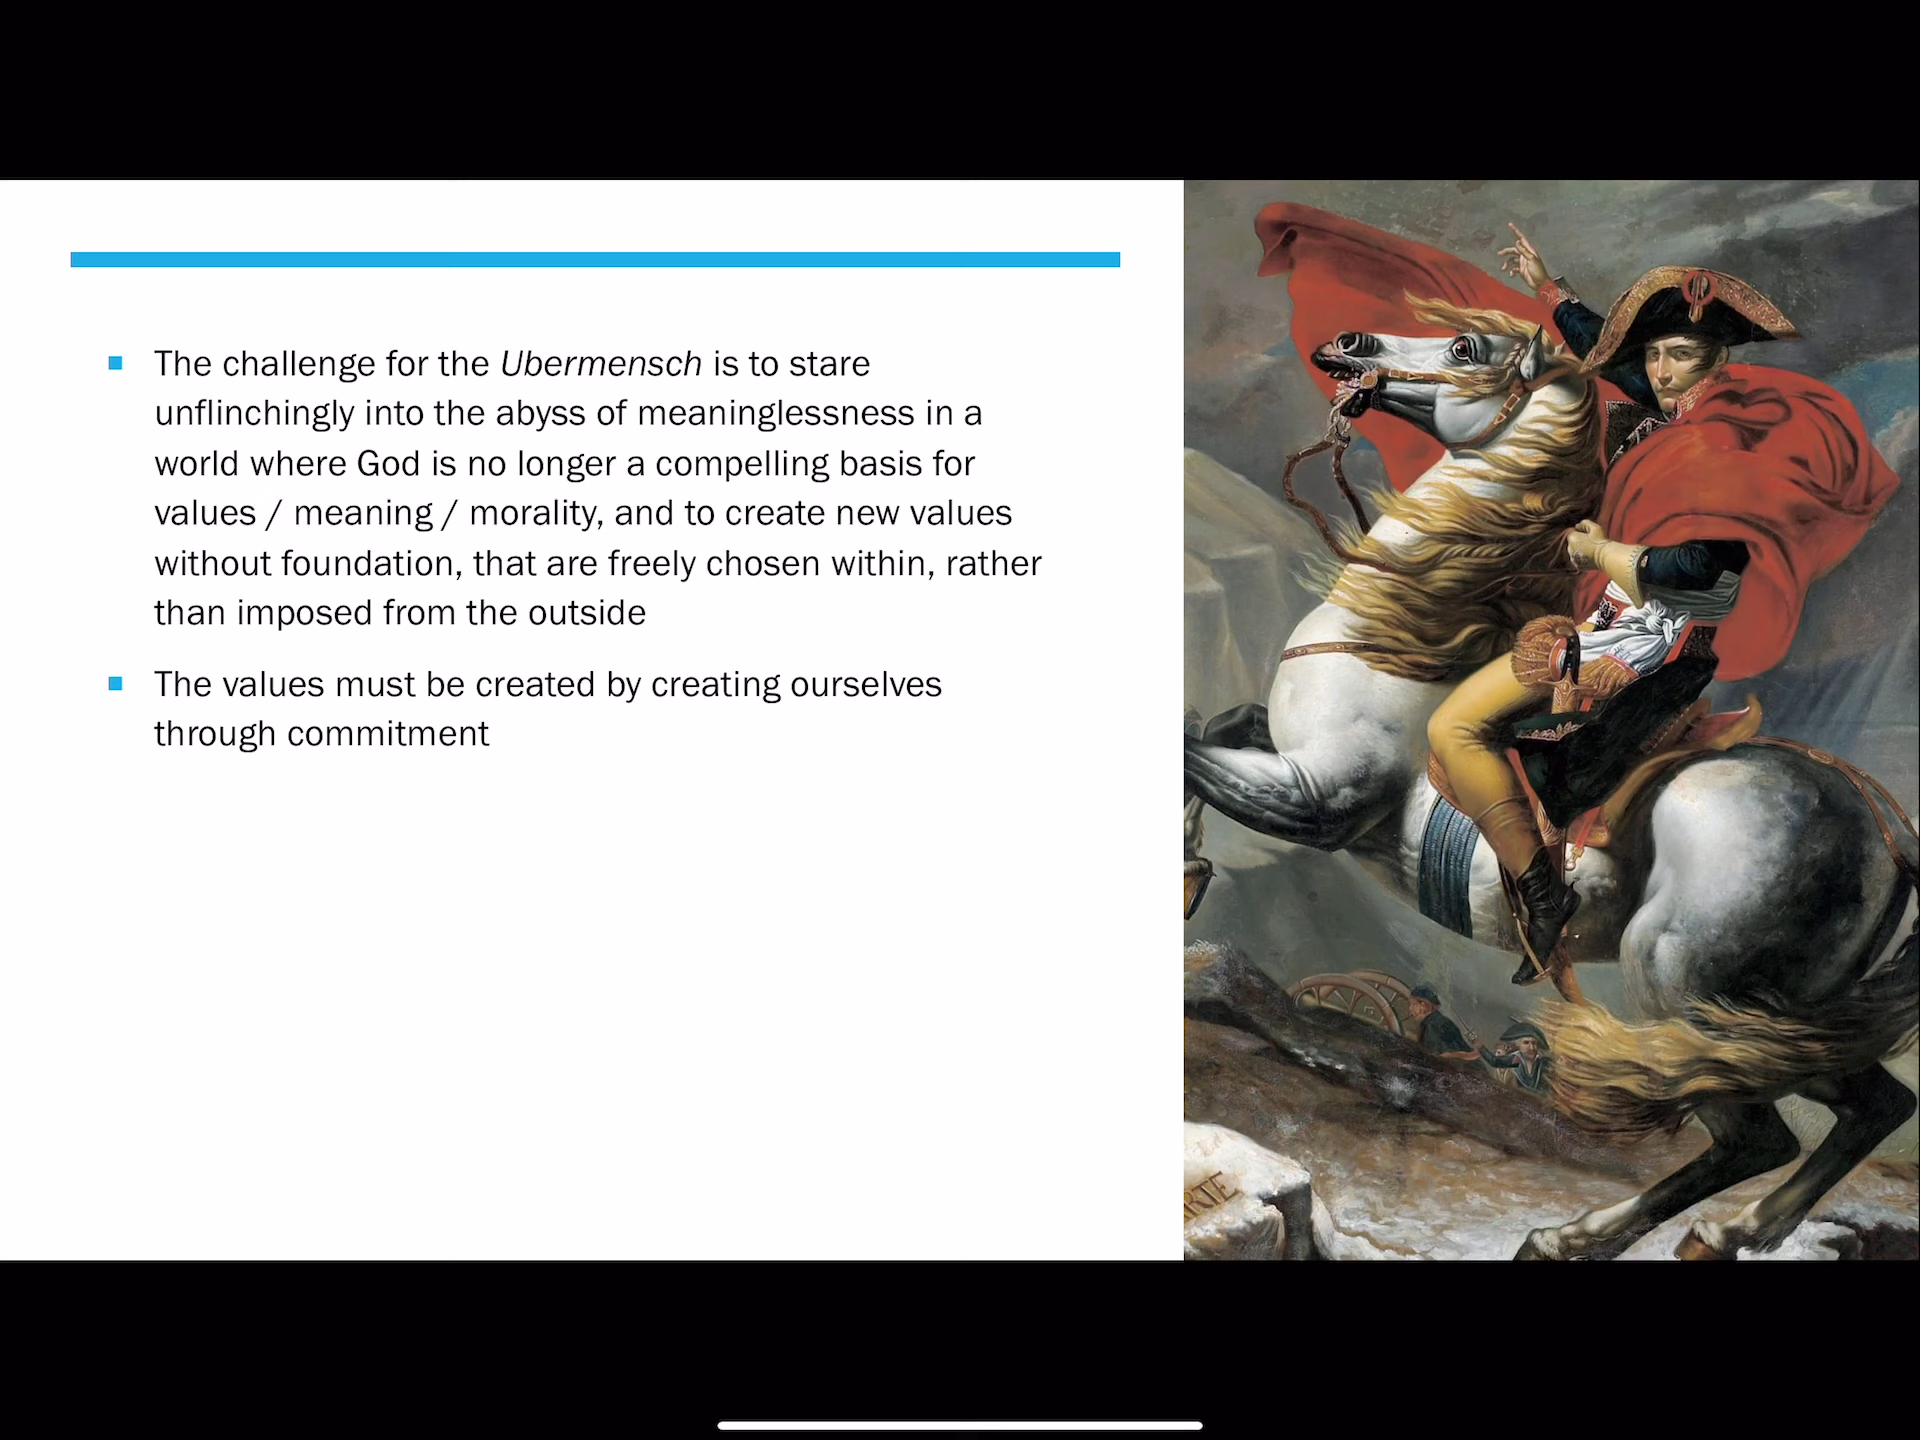 The challenge for the Ubermensch is to stare
unflinchingly into the abyss of meaninglessness in a
world where God is no longer a compelling basis for
values / meaning / morality, and to create new values
without foundation, that are freely chosen within, rather
than imposed from the outside
The values must be created by creating ourselves
through commitment
ARTE